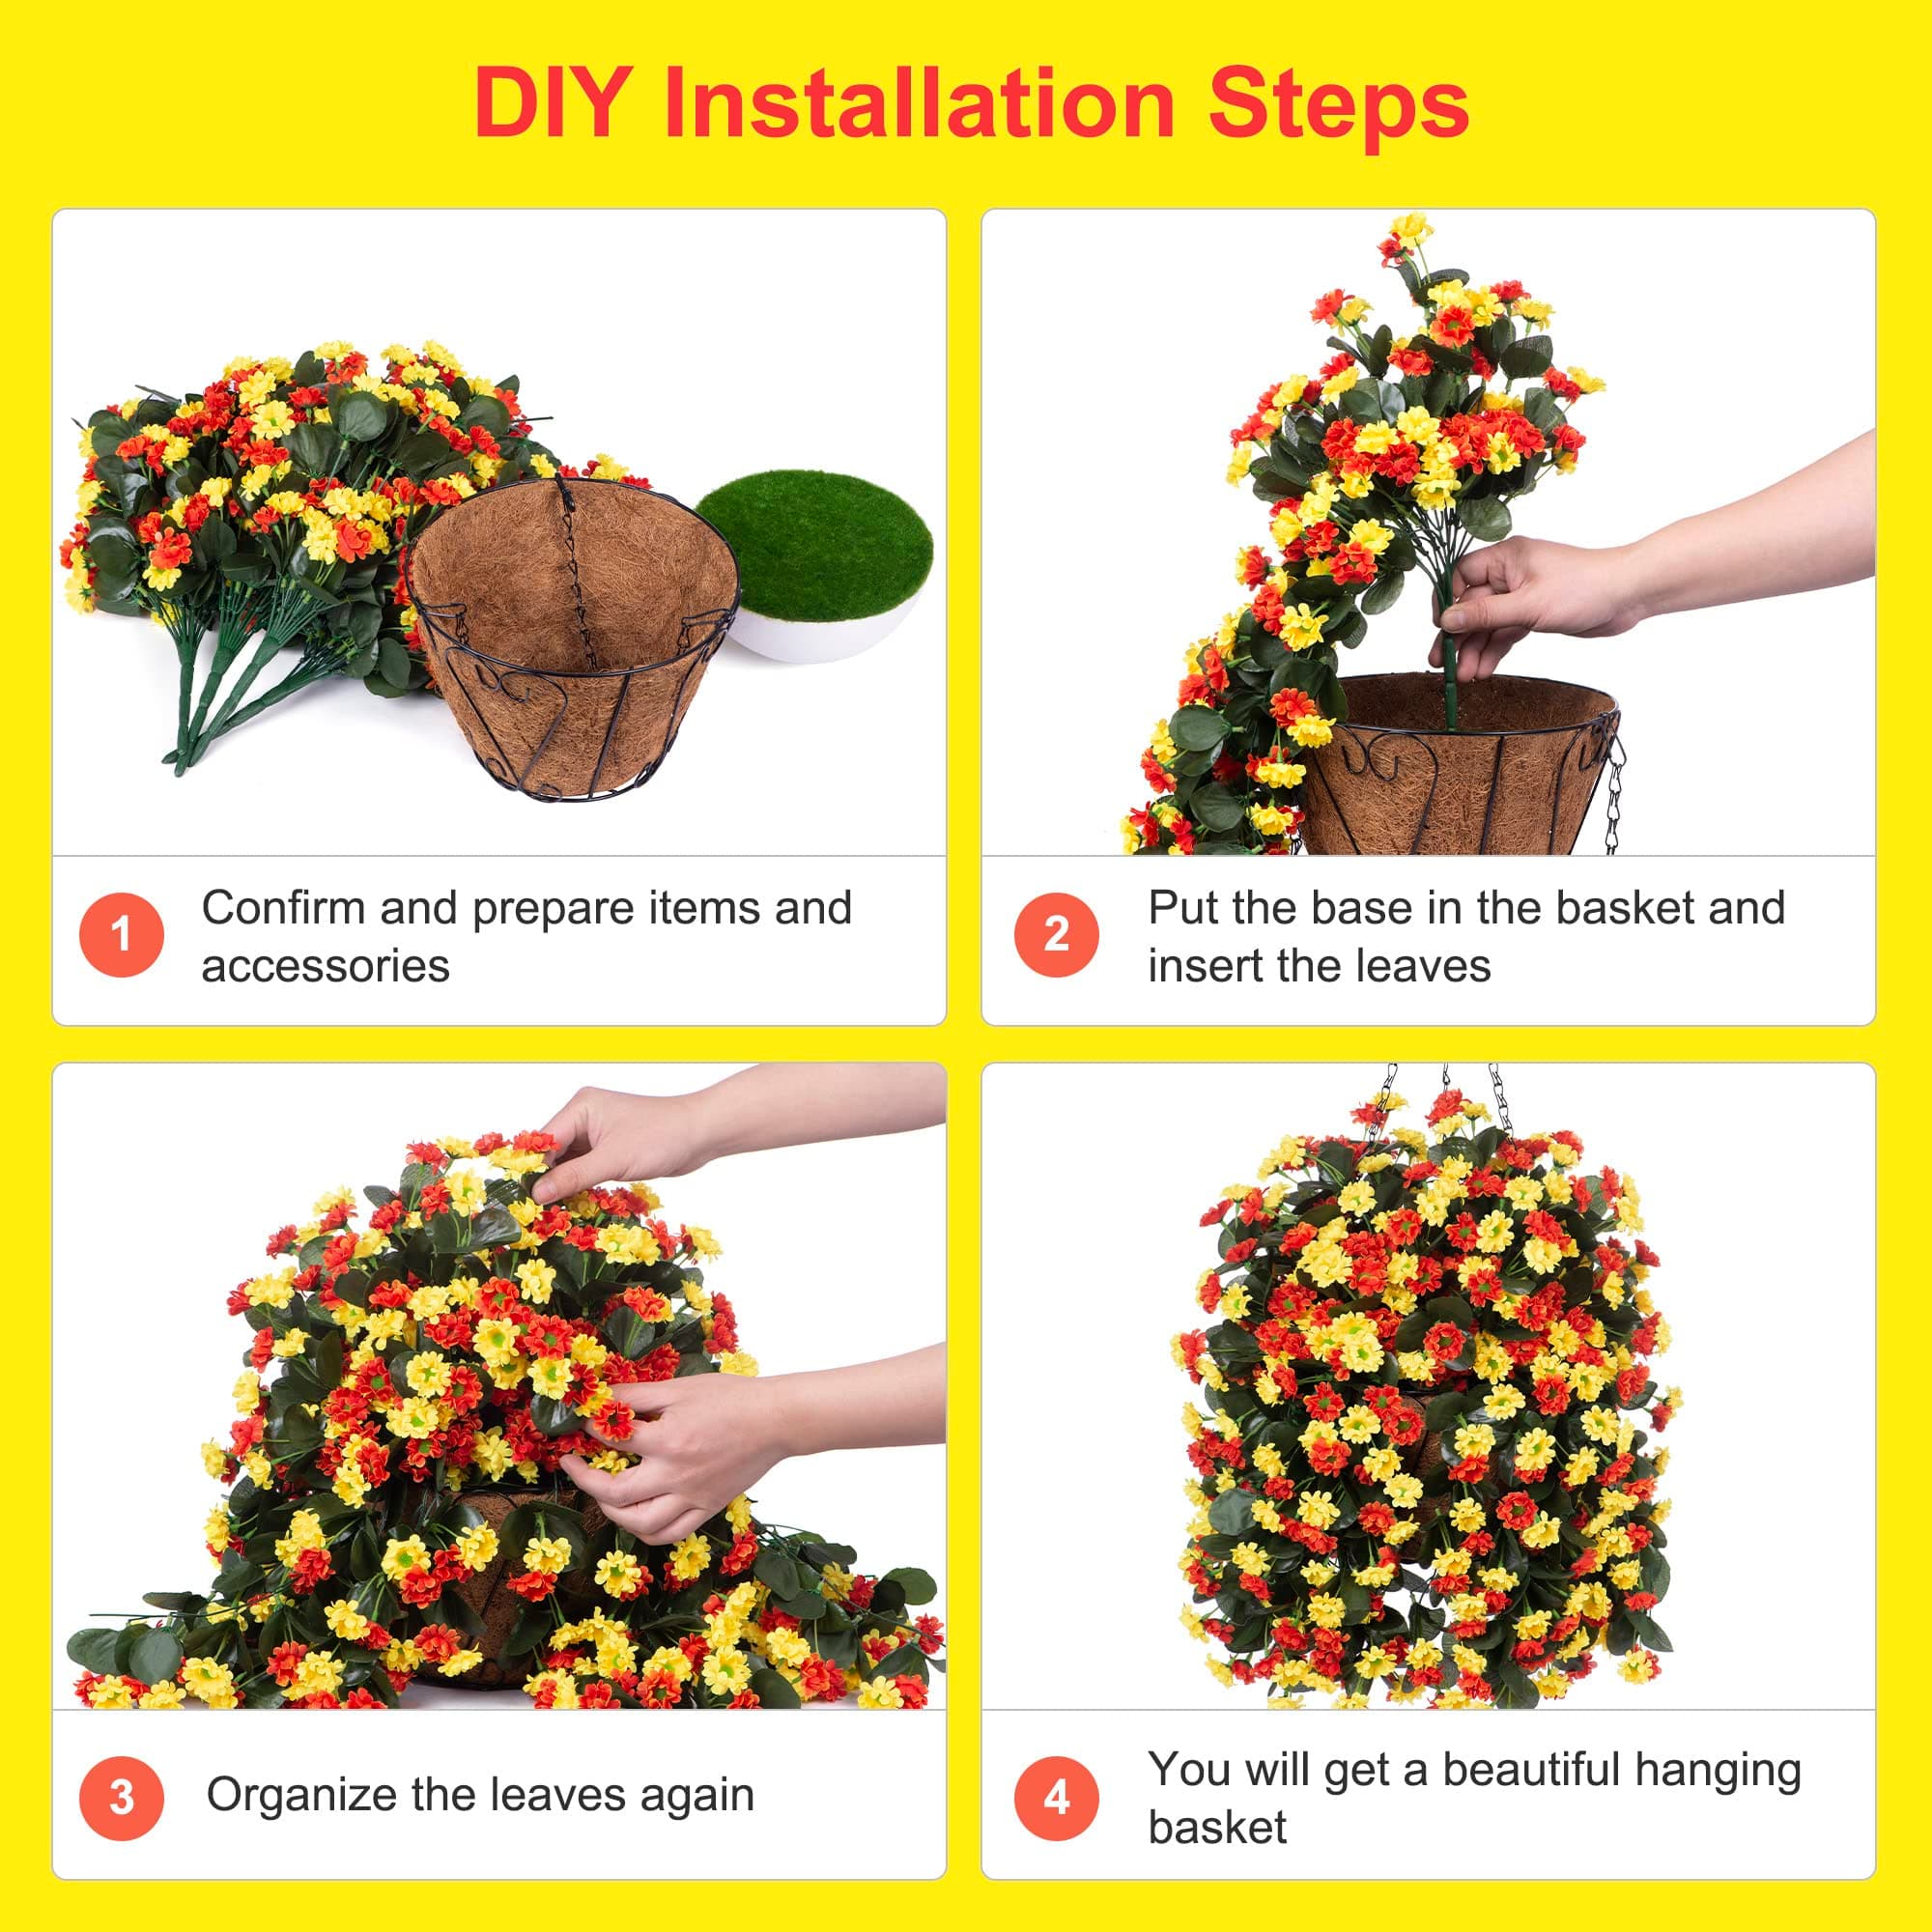 DIY Installation Steps
1
Confirm and prepare items and
accessories
2
Put the base in the basket and
insert the leaves
3
Organize the leaves again
4
You will get a beautiful hanging
basket